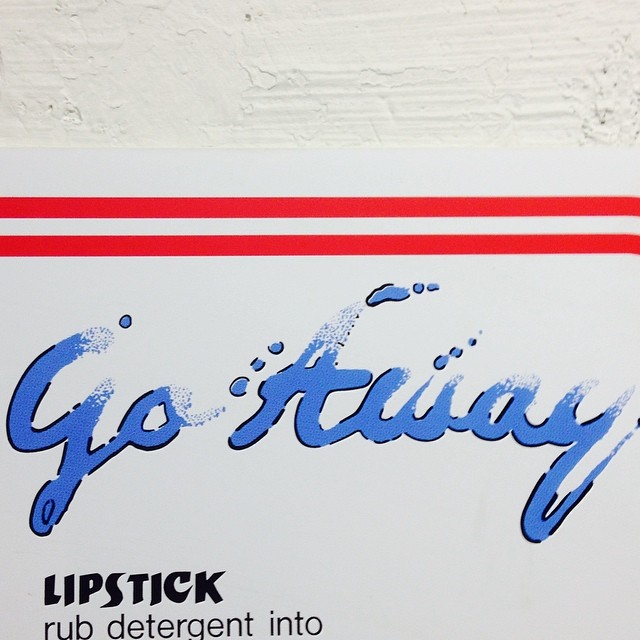 Go Away
LIPSTICK
rub detergent into